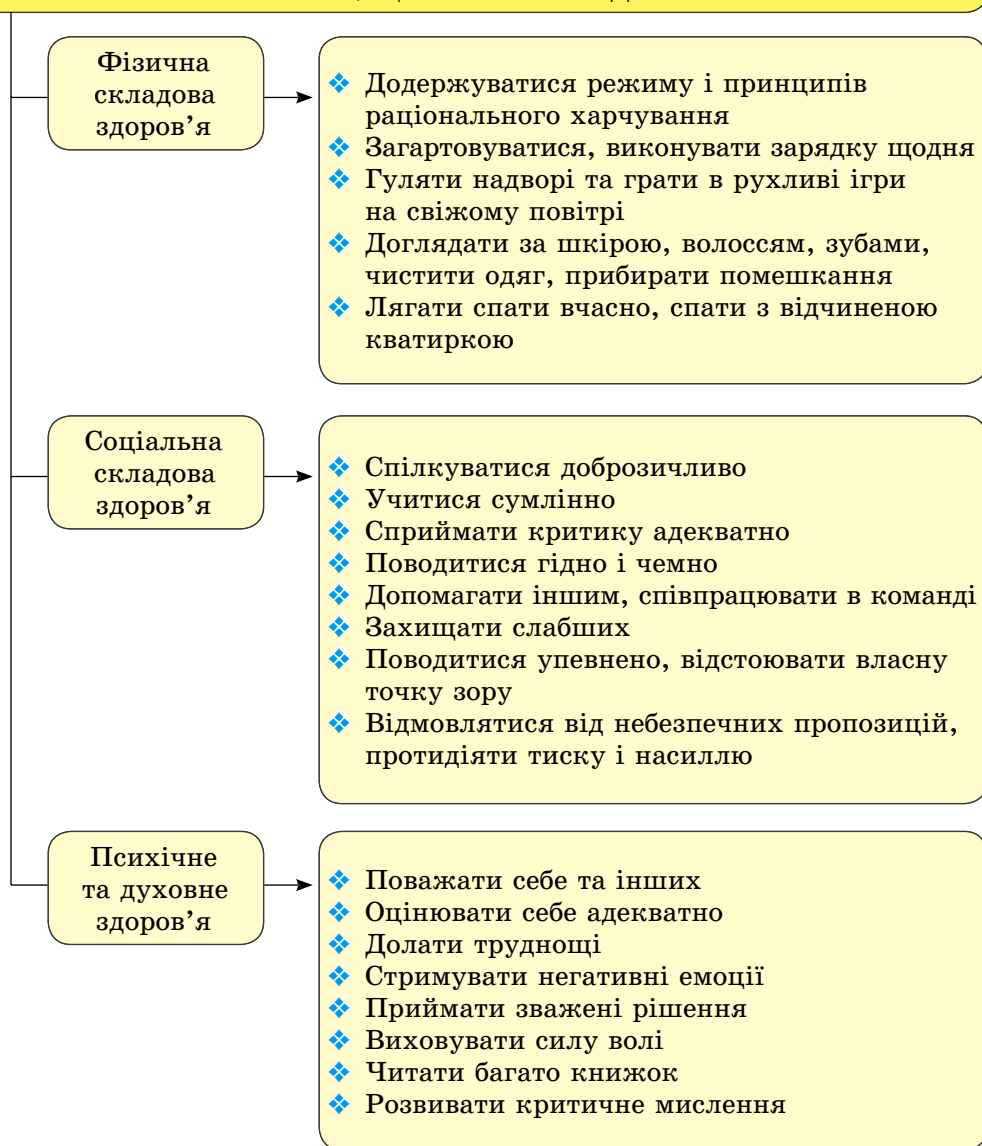 Фізична
складова
здоров’я
❖ Додержуватися режиму і принципів
раціонального харчування
❖ Загартовуватися, виконувати зарядку щодня
❖ Гуляти надворі та грати в рухливі ігри
на свіжому повітрі
❖ Доглядати за шкірою, волоссям, зубами,
чистити одяг, прибирати помешкання
❖ Лягати спати вчасно, спати з відчиненою
кватиркою
Соціальна
складова
здоров’я
❖ Спілкуватися доброзичливо
❖ Учитися сумлінно
❖ Сприймати критику адекватно
❖ Поводитися гідно і чемно
❖ Допомагати іншим, співпрацювати в команді
❖ Захищати слабших
❖ Поводитися упевнено, відстоювати власну
точку зору
❖ Відмовлятися від небезпечних пропозицій,
протидіяти тиску і насиллю
Психічне
та духовне
здоров’я
❖ Поважати себе та інших
❖ Оцінювати себе адекватно
❖ Долати труднощі
❖ Стримувати негативні емоції
❖ Приймати зважені рішення
❖ Виховувати силу волі
❖ Читати багато книжок
❖ Розвивати критичне мислення